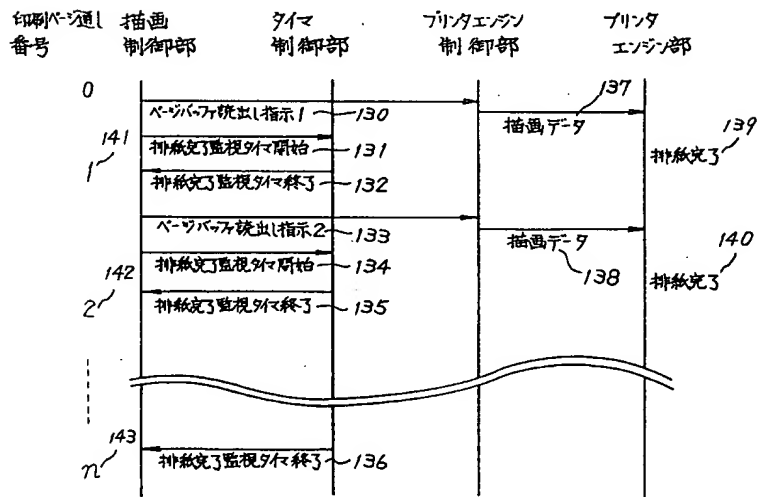 印刷ページ通し
番号
描画
制御部
タイマ
制御部
プリンタエンジン
制御部
プリンタ
エンジン部
0
ページバッファ読出し指示1
130
137
描画データ
141
排紙完了監視タイマ開始
131
139
排紙完了
1
排紙完了監視タイマ終了
132
ページバッファ読出し指示2
133
描画データ
138
排紙完了監視タイマ開始
134
140
排紙完了
142
2
排紙完了監視タイマ終了
135
143
n
排紙完了監視タイマ終了
136